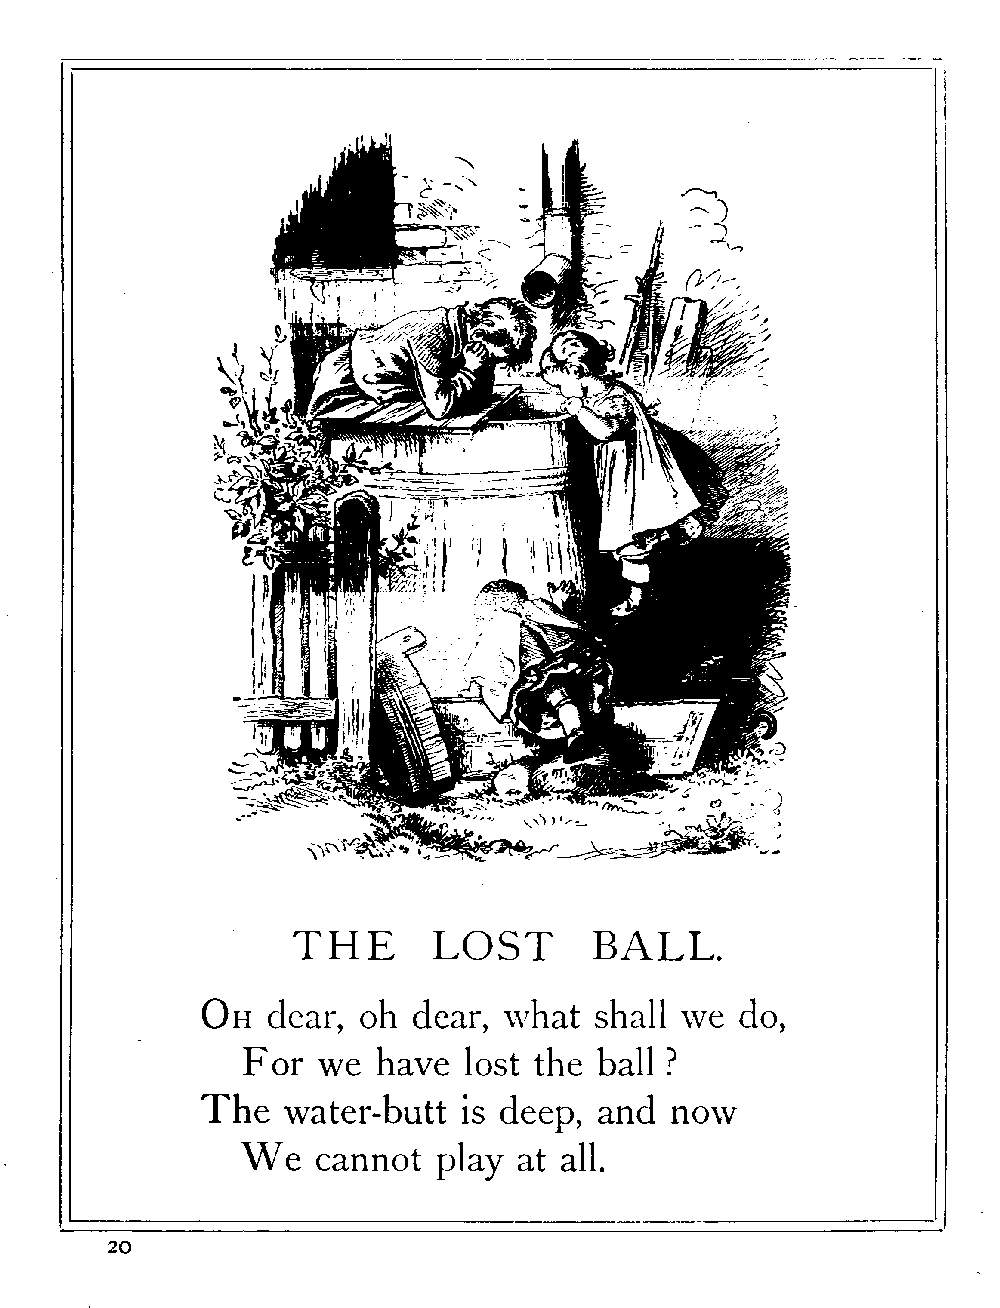 THE LOST BALL.
OH dear, oh dear, what shall we do,
For we have lost the ball ?
The water-butt is deep, and now
We cannot play at all.
20